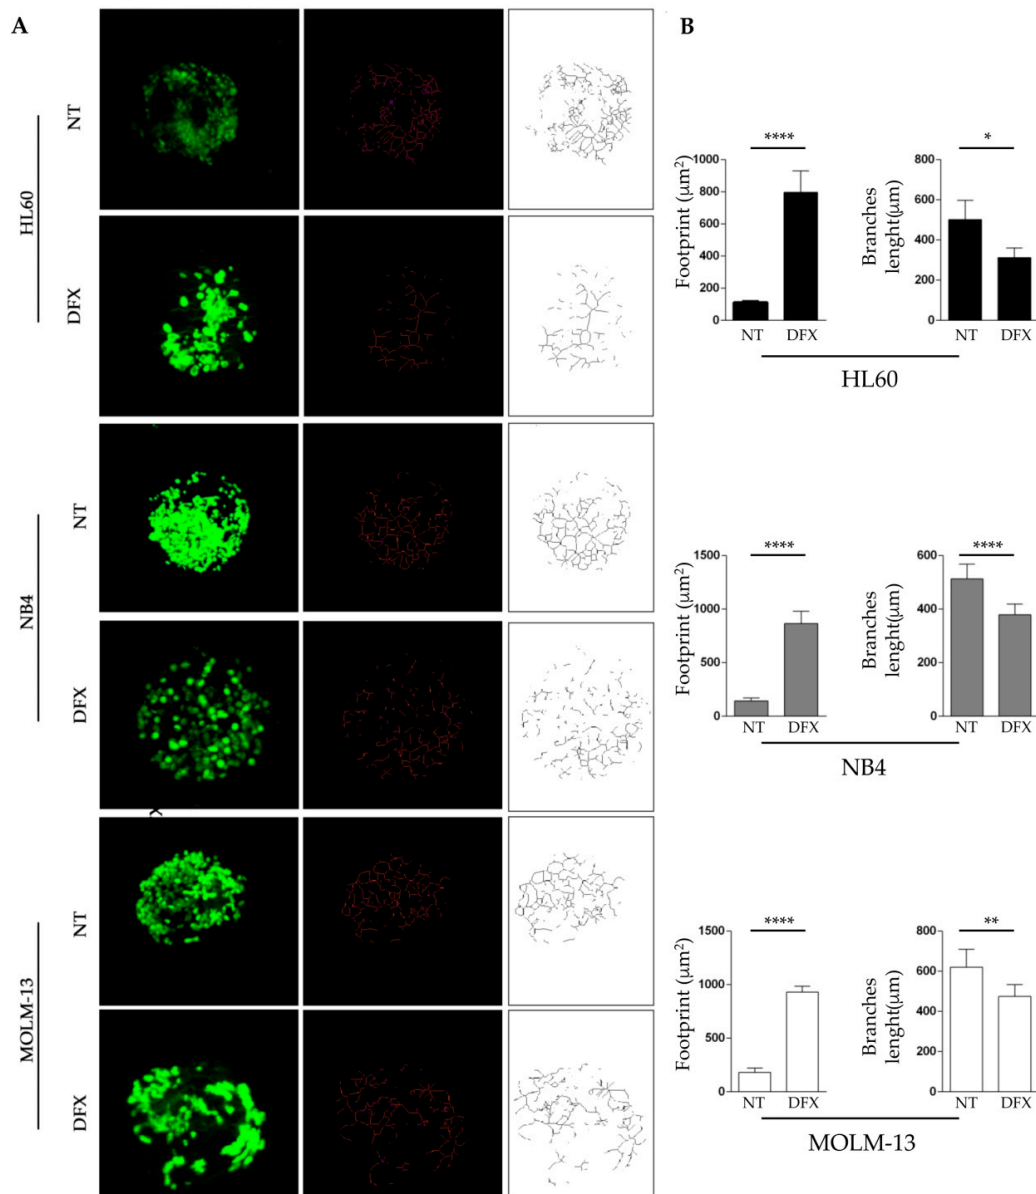 A
B
HL60
NT
DFX
NB4
NT
DFX
MOLM-13
NT
DFX
****
Footprint (µm²)
1000
800
600
400
200
0
NT DFX
*
Branches
lenght(µm)
800
600
400
200
0
NT DFX
HL60
****
Footprint (µm²)
1500
1000
500
0
NT DFX
****
Branches
lenght(µm)
600
400
200
0
NT DFX
NB4
****
Footprint (µm²)
1500
1000
500
0
NT DFX
**
Branches
lenght(µm)
800
600
400
200
0
NT DFX
MOLM-13